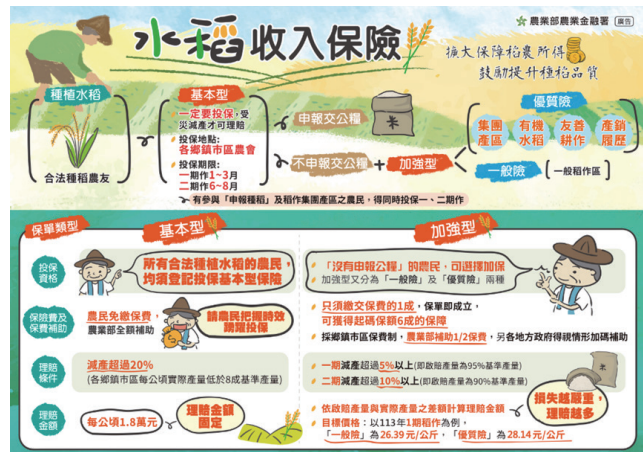 農業部農業金融署 廣告
水稻收入保險
擴大保障稻農所得
鼓勵提升種稻品質
種植水稻
合法種稻農友
基本型
• 一定要投保，受
災減產才可理賠
• 投保地點:
各鄉鎮市區農會
• 投保期限:
一期作1~3月
二期作6~8月
申報交公糧
不申報交公糧 + 加強型
優質險
集團
產區
有機
水稻
友善
耕作
產銷
履歷
一般險
一般稻作區
有參與「申報種稻」及稻作集團產區之農民，得同時投保一、二期作
保單類型
基本型
加強型
投保
資格
所有合法種植水稻的農民，
均須登記投保基本型保險
• 「沒有申報公糧」的農民，可選擇加保
• 加強型又分為「一般險」及「優質險」兩種
保險費及
保費補助
農民免繳保費，
農業部全額補助
請農民把握時效
踴躍投保
• 只須繳交保費的1成，保單即成立，
可獲得起碼保額6成的保障
• 採鄉鎮市區保費制，農業部補助1/2保費，另各地方政府得視情形加碼補助
理賠
條件
減產超過20%
(各鄉鎮市區每公頃實際產量低於8成基準產量)
• 一期減產超過5%以上(即啟賠產量為95%基準產量)
• 二期減產超過10%以上(即啟賠產量為90%基準產量)
理賠
金額
每公頃1.8萬元
理賠金額
固定
• 依啟賠產量與實際產量之差額計算理賠金額
• 目標價格：以113年1期稻作為例，
「一般險」為26.39元/公斤，「優質險」為28.14元/公斤
損失越嚴重，
理賠越多